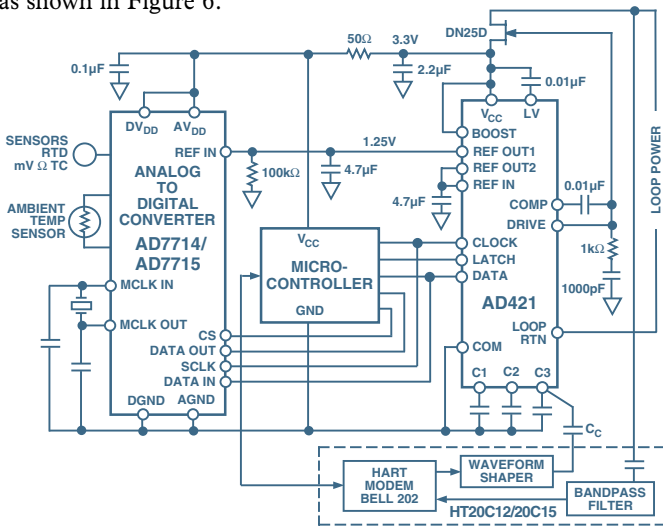 as shown in Figure 6.
DN25D
50Ω
3.3V
0.1µF
2.2µF
0.01µF
LOOP POWER
DVDD
AVDD
VCC
LV
BOOST
SENSORS
RTD
mV Ω TC
REF IN
1.25V
REF OUT1
ANALOG
TO
DIGITAL
CONVERTER
AD7714/
AD7715
100kΩ
4.7µF
REF OUT2
REF IN
4.7µF
0.01µF
COMP
AMBIENT
TEMP
SENSOR
DRIVE
VCC
MICRO-
CONTROLLER
GND
CLOCK
LATCH
DATA
1kΩ
1000pF
AD421
MCLK IN
MCLK OUT
LOOP
RTN
CS
DATA OUT
SCLK
DATA IN
COM
C1
C2
C3
DGND
AGND
CC
HART
MODEM
BELL 202
WAVEFORM
SHAPER
HT20C12/20C15
BANDPASS
FILTER